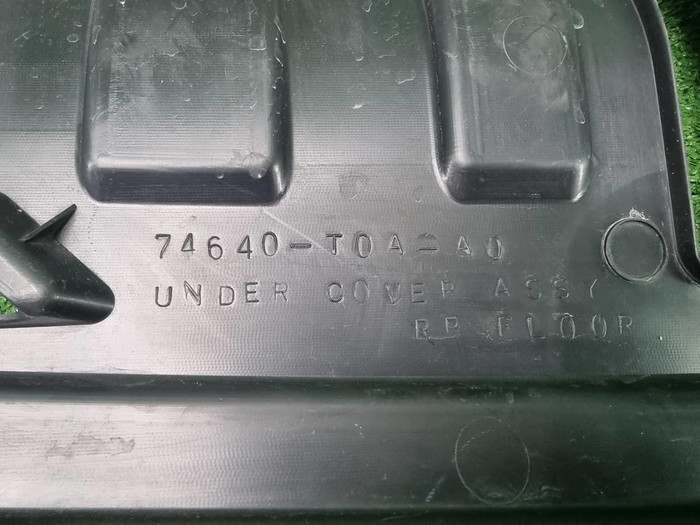 74640-T0A-A0
UNDER COVER ASSY
RR FLOOR